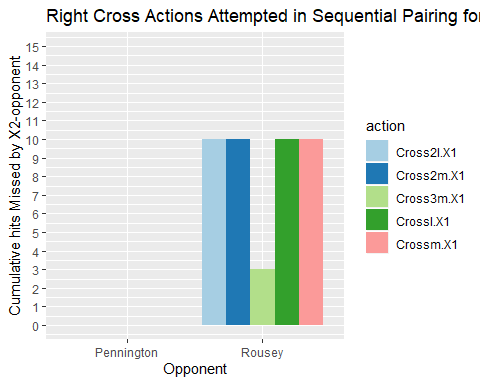 Right Cross Actions Attempted in Sequential Pairing for
Cumulative hits Missed by X2-opponent
15
14
13
12
11
10
9
8
7
6
5
4
3
2
1
0
Pennington
Rousey
Opponent
action
Cross2l.X1
Cross2m.X1
Cross3m.X1
Crossl.X1
Crossm.X1